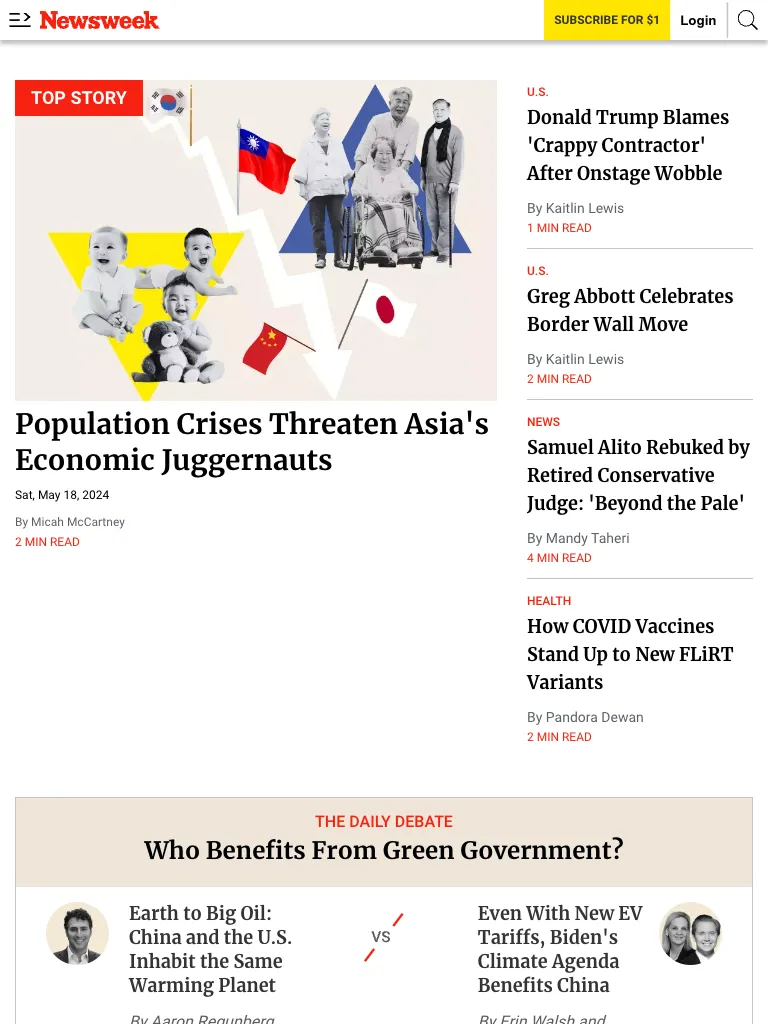 Newsweek
SUBSCRIBE FOR $1
Login
TOP STORY
Population Crises Threaten Asia's
Economic Juggernauts
Sat, May 18, 2024
By Micah McCartney
2 MIN READ
U.S.
Donald Trump Blames
'Crappy Contractor'
After Onstage Wobble
By Kaitlin Lewis
1 MIN READ
U.S.
Greg Abbott Celebrates
Border Wall Move
By Kaitlin Lewis
2 MIN READ
NEWS
Samuel Alito Rebuked by
Retired Conservative
Judge: 'Beyond the Pale'
By Mandy Taheri
4 MIN READ
HEALTH
How COVID Vaccines
Stand Up to New FLiRT
Variants
By Pandora Dewan
2 MIN READ
THE DAILY DEBATE
Who Benefits From Green Government?
Earth to Big Oil:
China and the U.S.
Inhabit the Same
Warming Planet
By Aaron Regunberg
VS
Even With New EV
Tariffs, Biden's
Climate Agenda
Benefits China
By Erin Walsh and